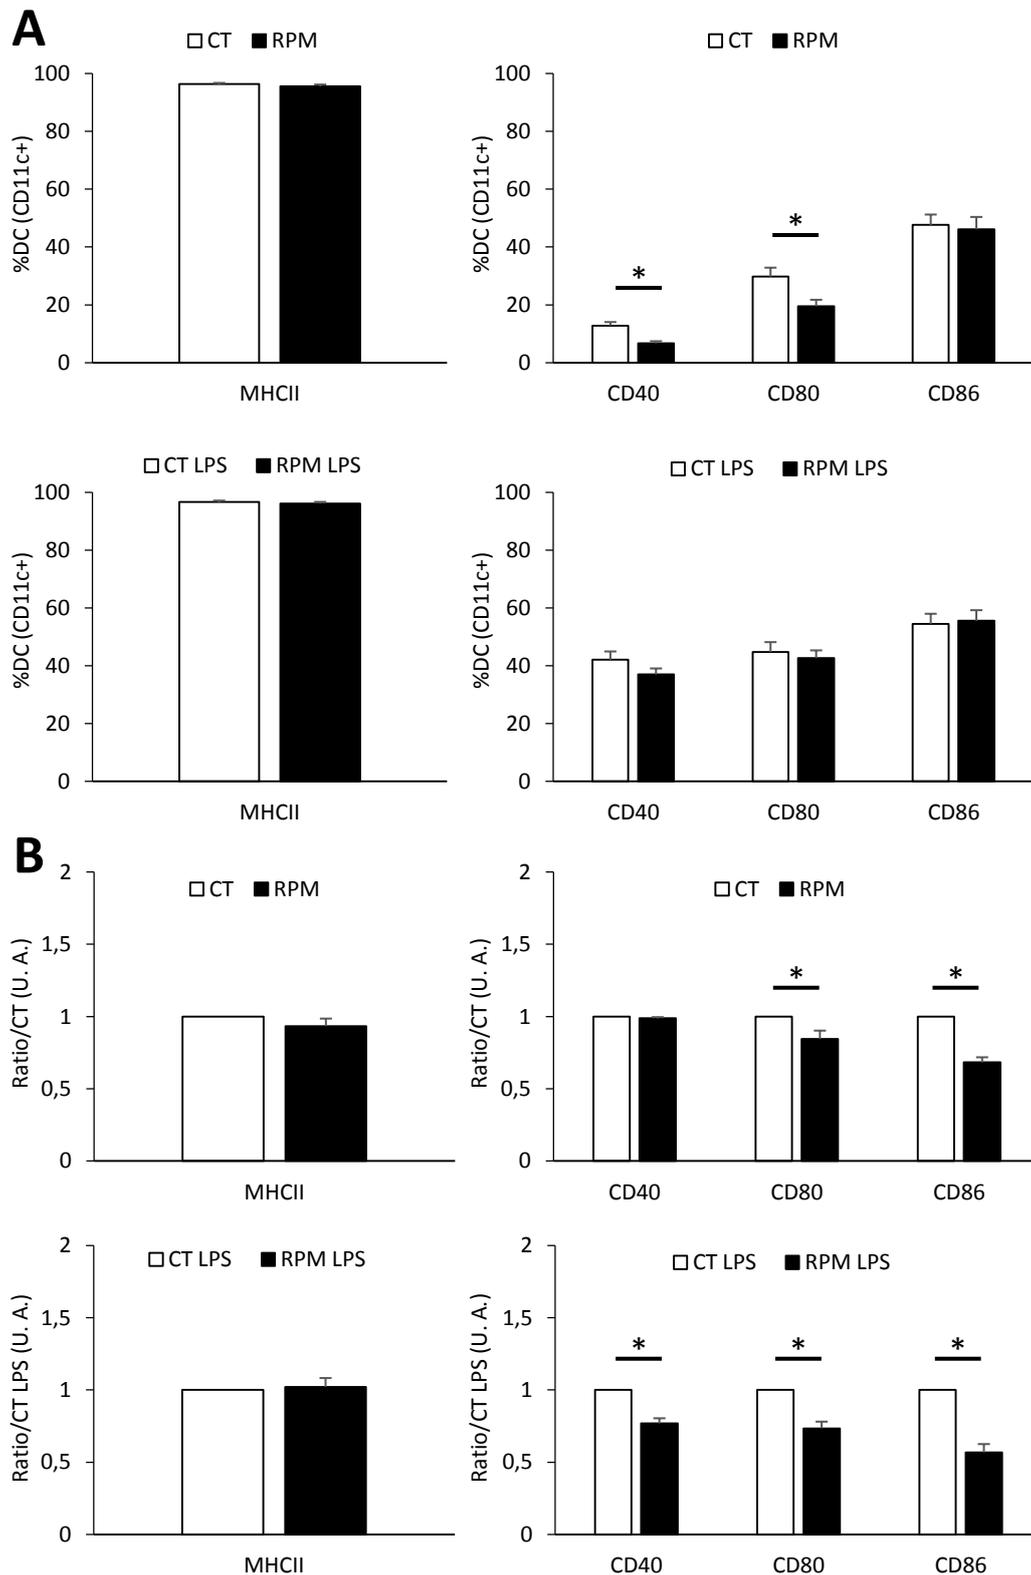 A
CT RPM
100
80
60
40
20
0
%DC (CD11c+)
MHCII
CT RPM
100
80
60
40
20
0
%DC (CD11c+)
*
*
CD40 CD80 CD86
CT LPS RPM LPS
100
80
60
40
20
0
%DC (CD11c+)
MHCII
CT LPS RPM LPS
100
80
60
40
20
0
%DC (CD11c+)
CD40 CD80 CD86
B
CT RPM
2
1,5
1
0,5
0
Ratio/CT (U. A.)
MHCII
CT RPM
2
1,5
1
0,5
0
Ratio/CT (U. A.)
* *
CD40 CD80 CD86
CT LPS RPM LPS
2
1,5
1
0,5
0
Ratio/CT LPS (U. A.)
MHCII
CT LPS RPM LPS
2
1,5
1
0,5
0
Ratio/CT LPS (U. A.)
* * *
CD40 CD80 CD86